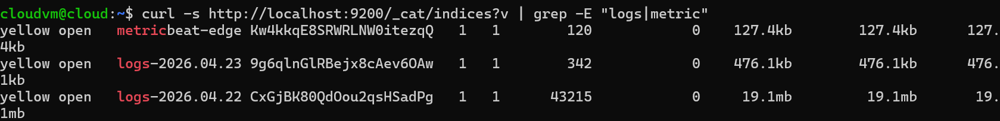 cloudvm@cloud:~$ curl -s http://localhost:9200/_cat/indices?v | grep -E "logs|metric"
yellow open   metricbeat-edge Kw4kkqE8SRWRLNW0itezqQ   1   1        120            0    127.4kb        127.4kb      127.
4kb
yellow open   logs-2026.04.23 9g6qlnGlRBejx8cAev6OAw   1   1        342            0    476.1kb        476.1kb      476.
1kb
yellow open   logs-2026.04.22 CxGjBK80QdOou2qsHSadPg   1   1      43215            0     19.1mb         19.1mb       19.
1mb